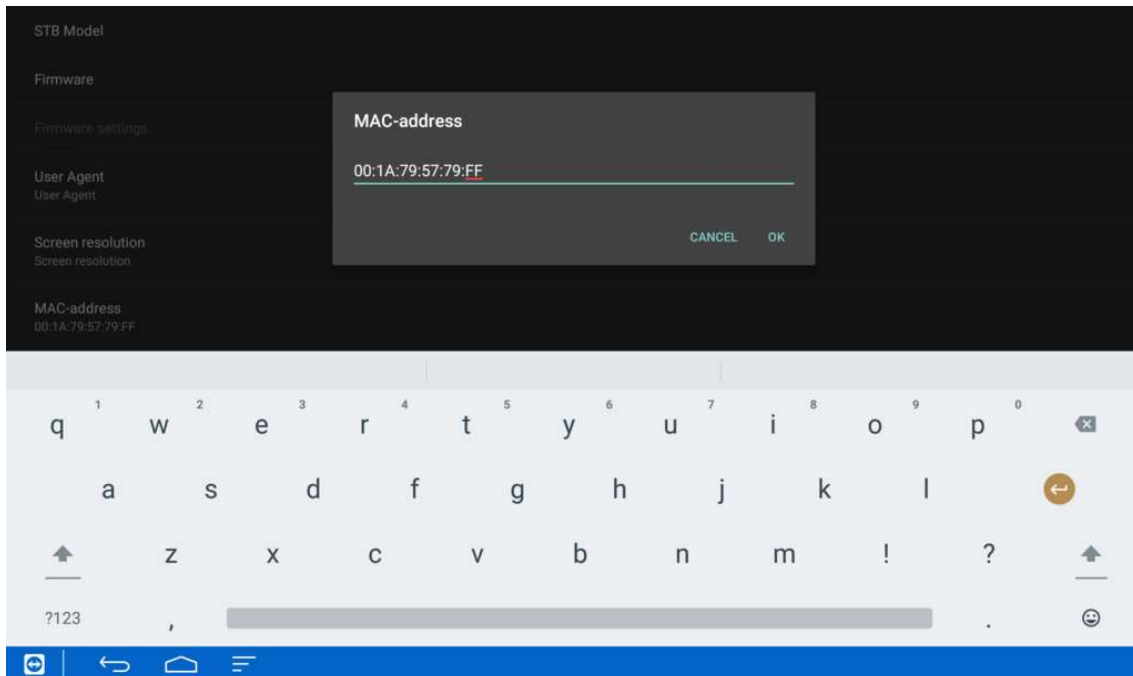 STB Model
Firmware
Firmware settings
User Agent
User Agent
Screen resolution
Screen resolution
MAC-address
00:1A:79:57:79:FF
MAC-address
00:1A:79:57:79:FF
CANCEL OK
1 2 3 4 5 6 7 8 9 0
q w e r t y u i o p
a s d f g h j k l
z x c v b n m ! ?
?123 , .